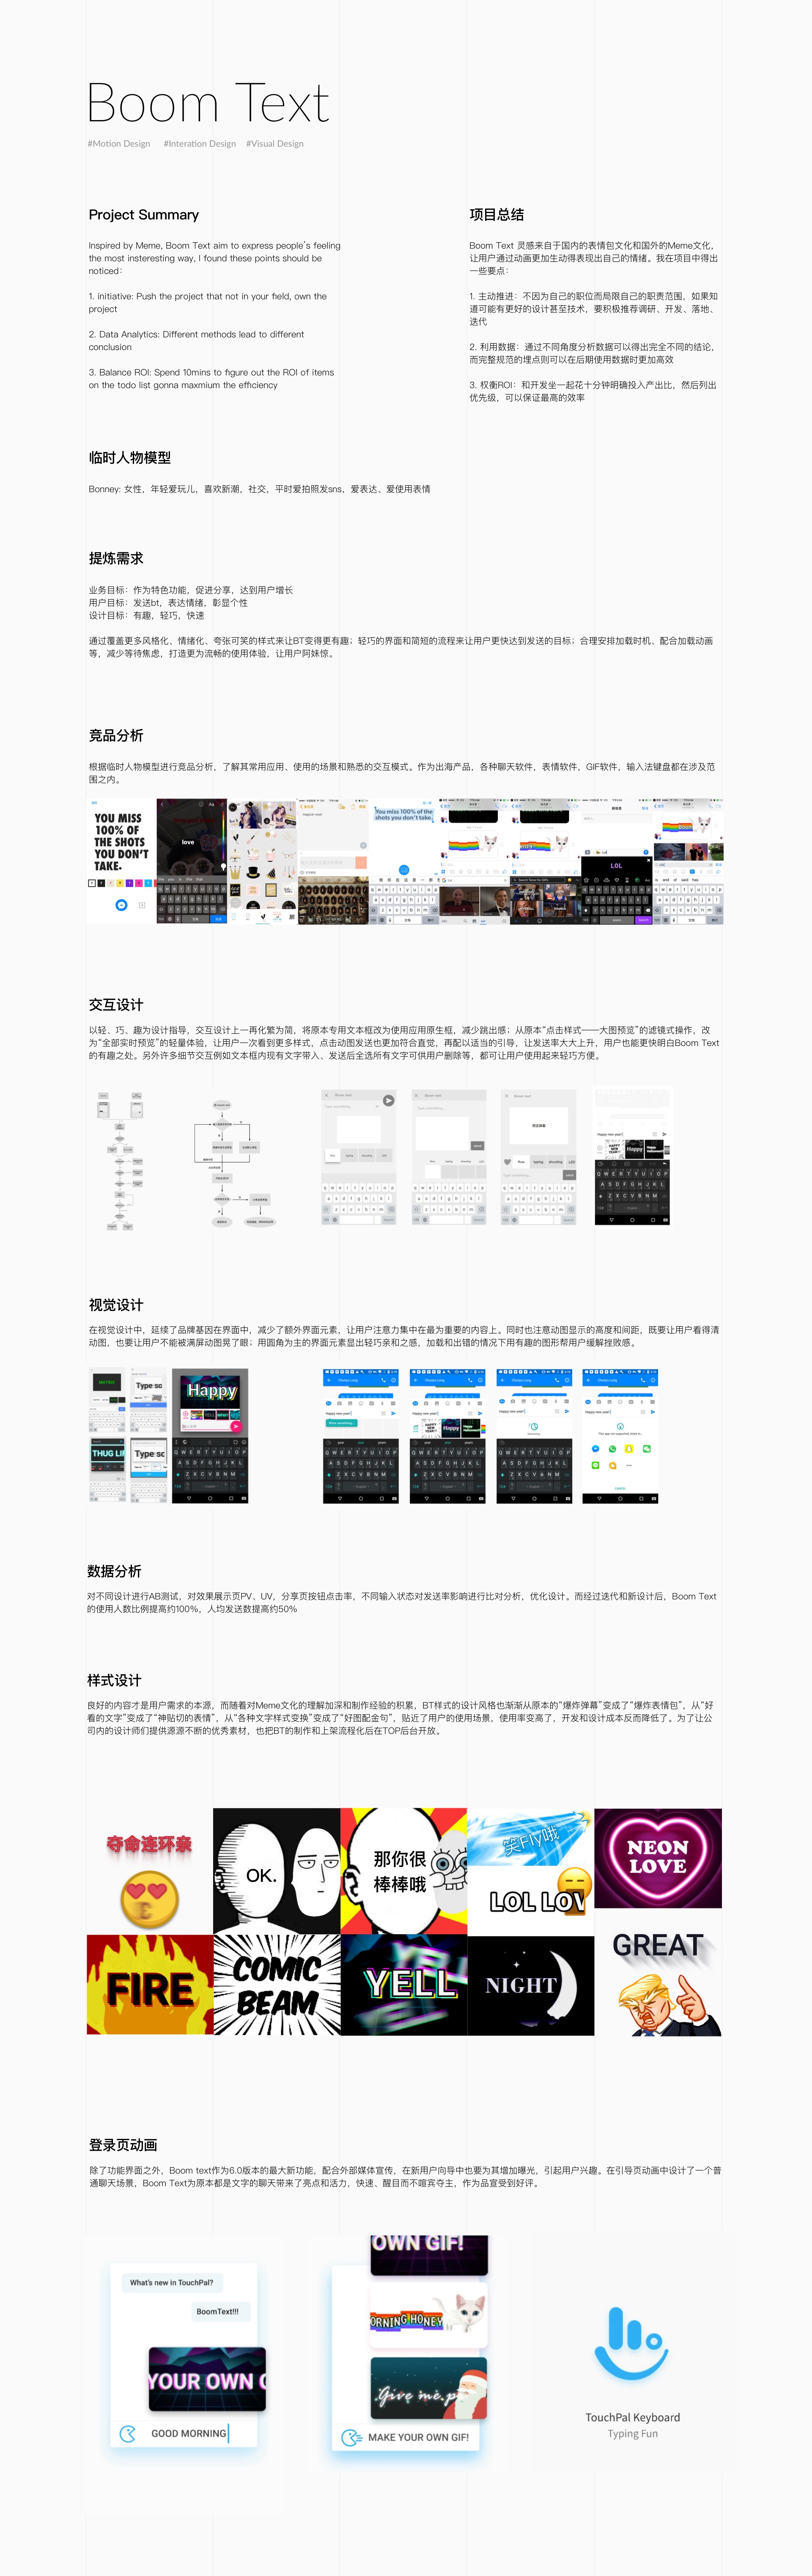 Boom Text
#Motion Design #Interation Design #Visual Design
Project Summary
Inspired by Meme, Boom Text aim to express people's feeling
the most insteresting way, I found these points should be
noticed:
1. initiative: Push the project that not in your field, own the
project
2. Data Analytics: Different methods lead to different
conclusion
3. Balance ROI: Spend 10mins to figure out the ROI of items
on the todo list gonna maxmium the efficiency
项目总结
Boom Text 灵感来自于国内的表情包文化和国外的Meme文化，
让用户通过动画更加生动得表现出自己的情绪。我在项目中得出
一些要点：
1. 主动推进：不因为自己的职位而局限自己的职责范围，如果知
道可能有更好的设计甚至技术，要积极推荐调研、开发、落地、
迭代
2. 利用数据：通过不同角度分析数据可以得出完全不同的结论，
而完整规范的埋点则可以在后期使用数据时更加高效
3. 权衡ROI：和开发坐一起花十分钟明确投入产出比，然后列出
优先级，可以保证最高的效率
临时人物模型
Bonney: 女性，年轻爱玩儿，喜欢新潮，社交，平时爱拍照发sns，爱表达、爱使用表情
提炼需求
业务目标：作为特色功能，促进分享，达到用户增长
用户目标：发送bt，表达情绪，彰显个性
设计目标：有趣，轻巧，快速
通过覆盖更多风格化、情绪化、夸张可笑的样式来让BT变得更有趣；轻巧的界面和简短的流程来让用户更快达到发送的目标；合理安排加载时机、配合加载动画
等，减少等待焦虑，打造更为流畅的使用体验，让用户阿妹惊。
竞品分析
根据临时人物模型进行竞品分析，了解其常用应用、使用的场景和熟悉的交互模式。作为出海产品，各种聊天软件，表情软件，GIF软件，输入法键盘都在涉及范
围之内。
YOU MISS
100% OF
THE SHOTS
YOU DON'T
TAKE.
love
You miss 100% of the
shots you don't take.
LOL
交互设计
以轻、巧、趣为设计指导，交互设计上一再化繁为简，将原本专用文本框改为使用应用原生框，减少跳出感；从原本“点击样式——大图预览”的滤镜式操作，改
为“全部实时预览”的轻量体验，让用户一次看到更多样式，点击动图发送也更加符合直觉，再配以适当的引导，让发送率大大上升，用户也能更快明白Boom Text
的有趣之处。另外许多细节交互例如文本框内现有文字带入、发送后全选所有文字可供用户删除等，都可让用户使用起来轻巧方便。
视觉设计
在视觉设计中，延续了品牌基因在界面中，减少了额外界面元素，让用户注意力集中在最为重要的内容上。同时也注意动图显示的高度和间距，既要让用户看得清
动图，也要让用户不能被满屏动图晃了眼；用圆角为主的界面元素显出轻巧亲和之感，加载和出错的情况下用有趣的图形帮用户缓解挫败感。
Type sc
Happy
THUG LIF
Type sc
数据分析
对不同设计进行AB测试，对效果展示页PV、UV，分享页按钮点击率，不同输入状态对发送率影响进行比对分析，优化设计。而经过迭代和新设计后，Boom Text
的使用人数比例提高约100%，人均发送数提高约50%
样式设计
良好的内容才是用户需求的本源，而随着对Meme文化的理解加深和制作经验的积累，BT样式的设计风格也渐渐从原本的“爆炸弹幕”变成了“爆炸表情包”，从“好
看的文字”变成了“神贴切的表情”，从“各种文字样式变换”变成了“好图配金句”，贴近了用户的使用场景，使用率变高了，开发和设计成本反而降低了。为了让公
司内的设计师们提供源源不断的优秀素材，也把BT的制作和上架流程化后在TOP后台开放。
夺命连环亲
OK.
那你很
棒棒哦
笑Fly哦
LOL LOV
NEON
LOVE
FIRE
COMIC
BEAM
YELL
NIGHT
GREAT
登录页动画
除了功能界面之外，Boom text作为6.0版本的最大新功能，配合外部媒体宣传，在新用户向导中也要为其增加曝光，引起用户兴趣。在引导页动画中设计了一个普
通聊天场景，Boom Text为原本都是文字的聊天带来了亮点和活力，快速、醒目而不喧宾夺主，作为品宣受到好评。
What's new in TouchPal?
BoomText!!!
YOUR OWN G
GOOD MORNING
OWN GIF!
ORNING HONEY
Give me p
MAKE YOUR OWN GIF!
TouchPal Keyboard
Typing Fun